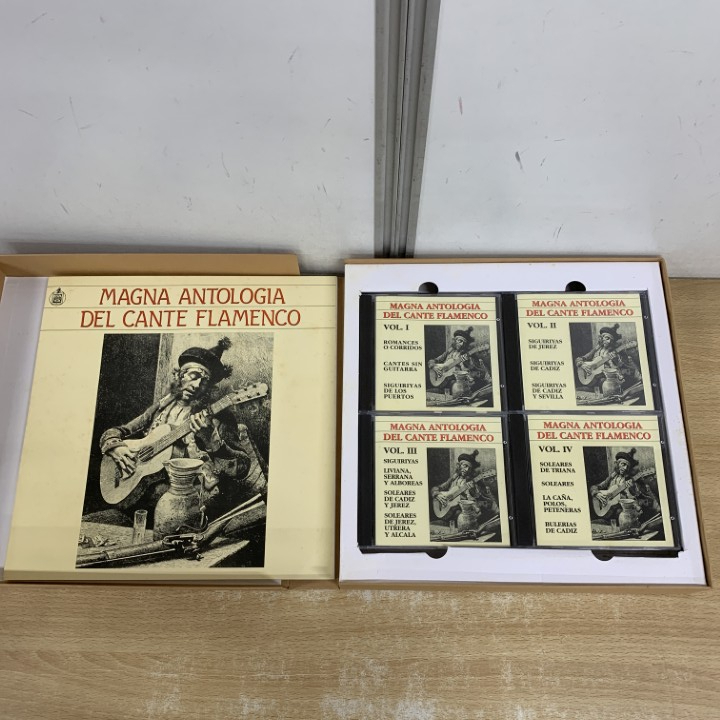 MAGNA ANTOLOGIA
DEL CANTE FLAMENCO
MAGNA ANTOLOGIA
DEL CANTE FLAMENCO
VOL. I
ROMANCES
O CORRIDOS
CANTES SIN
GUITARRA
SIGUIRIYAS
DE LOS
PUERTOS
MAGNA ANTOLOGIA
DEL CANTE FLAMENCO
VOL. II
SIGUIRIYAS
DE JEREZ
SIGUIRIYAS
DE CADIZ
SIGUIRIYAS
DE CADIZ
Y SEVILLA
MAGNA ANTOLOGIA
DEL CANTE FLAMENCO
VOL. III
SIGUIRIYAS
LIVIANA,
SERRANA
Y ALBOREAS
SOLEARES
DE CADIZ
Y JEREZ
SOLEARES
DE JEREZ,
UTRERA
Y ALCALA
MAGNA ANTOLOGIA
DEL CANTE FLAMENCO
VOL. IV
SOLEARES
DE TRIANA
SOLEARES
LA CAÑA,
POLOS,
PETENERAS
BULERIAS
DE CADIZ